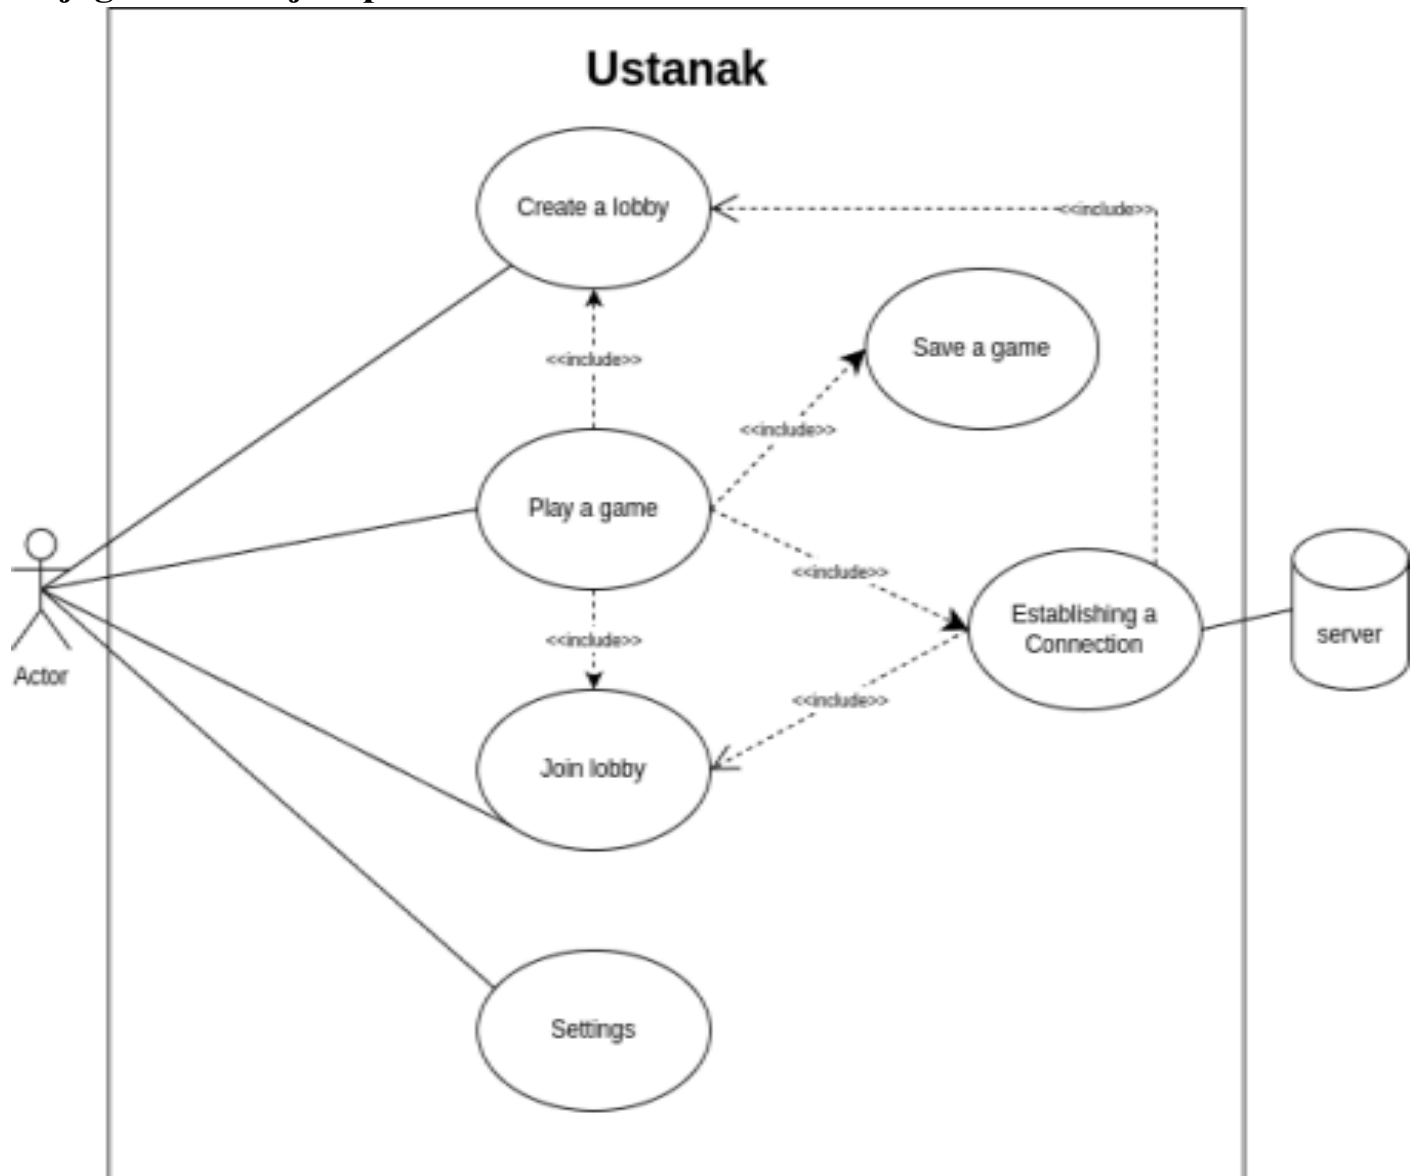 Ustanak
Create a lobby
<<include>>
Save a game
<<include>>
<<include>>
Play a game
<<include>>
Establishing a
Connection
server
<<include>>
Actor
<<include>>
Join lobby
Settings